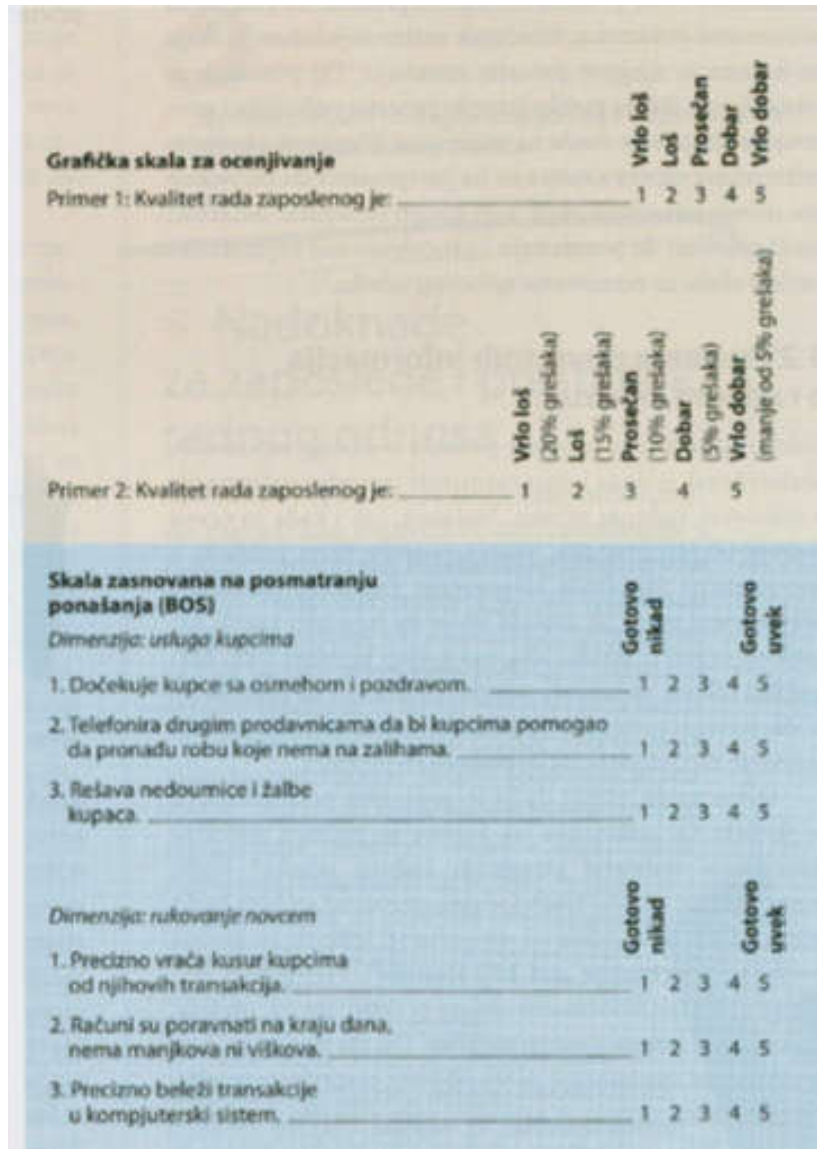 Vrlo loš
Loš
Prosečan
Dobar
Vrlo dobar
Grafička skala za ocenjivanje
Primer 1: Kvalitet rada zaposlenog je: 1 2 3 4 5
Vrlo loš
(20% grešaka)
Loš
(15% grešaka)
Prosečan
(10% grešaka)
Dobar
(5% grešaka)
Vrlo dobar
(manje od 5% grešaka)
Primer 2: Kvalitet rada zaposlenog je: 1 2 3 4 5
Skala zasnovana na posmatranju
ponašanja (BOS)
Gotovo
nikad
Gotovo
uvek
Dimenzija: usluga kupcima
1. Dočekuje kupce sa osmehom i pozdravom. 1 2 3 4 5
2. Telefonira drugim prodavnicama da bi kupcima pomogao
da pronađu robu koje nema na zalihama. 1 2 3 4 5
3. Rešava nedoumice i žalbe
kupaca. 1 2 3 4 5
Gotovo
nikad
Gotovo
uvek
Dimenzija: rukovanje novcem
1. Precizno vraća kusur kupcima
od njihovih transakcija. 1 2 3 4 5
2. Računi su poravnati na kraju dana,
nema manjkova ni viškova. 1 2 3 4 5
3. Precizno beleži transakcije
u kompjuterski sistem. 1 2 3 4 5